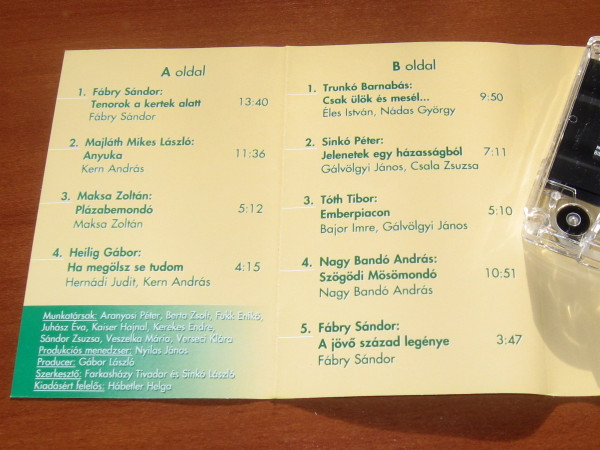 A oldal
1. Fábry Sándor:
Tenorok a kertek alatt 13:40
Fábry Sándor
2. Majláth Mikes László:
Anyuka 11:36
Kern András
3. Maksa Zoltán:
Plázabemondó 5:12
Maksa Zoltán
4. Heilig Gábor:
Ha megölsz se tudom 4:15
Hernádi Judit, Kern András
Munkatársak: Aranyosi Péter, Berta Zsolt, Falk Enikő,
Juhász Éva, Kaiser Hajnal, Kerekes Endre,
Sándor Zsuzsa, Veszelka Mária, Verseci Klára
Produkciós menedzser: Nyilas János
Producer: Gábor László
Szerkesztő: Farkasházy Tivadar és Sinkó László
Kiadásért felelős: Hábetler Helga
B oldal
1. Trunkó Barnabás:
Csak ülök és mesél... 9:50
Éles István, Nádas György
2. Sinkó Péter:
Jelenetek egy házasságból 7:11
Gálvölgyi János, Csala Zsuzsa
3. Tóth Tibor:
Emberpiacon 5:10
Bajor Imre, Gálvölgyi János
4. Nagy Bandó András:
Szögödi Mösömondó 10:51
Nagy Bandó András
5. Fábry Sándor:
A jövő század legénye 3:47
Fábry Sándor